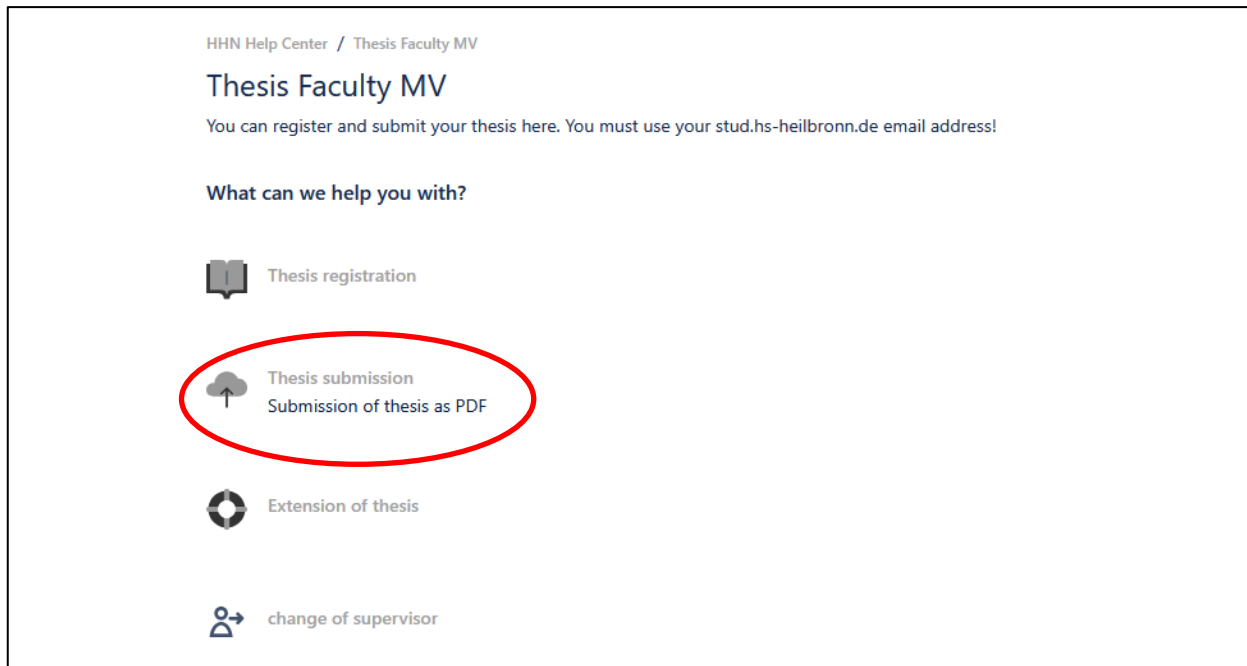 HHN Help Center / Thesis Faculty MV
Thesis Faculty MV
You can register and submit your thesis here. You must use your stud.hs-heilbronn.de email address!
What can we help you with?
Thesis registration
Thesis submission
Submission of thesis as PDF
Extension of thesis
change of supervisor